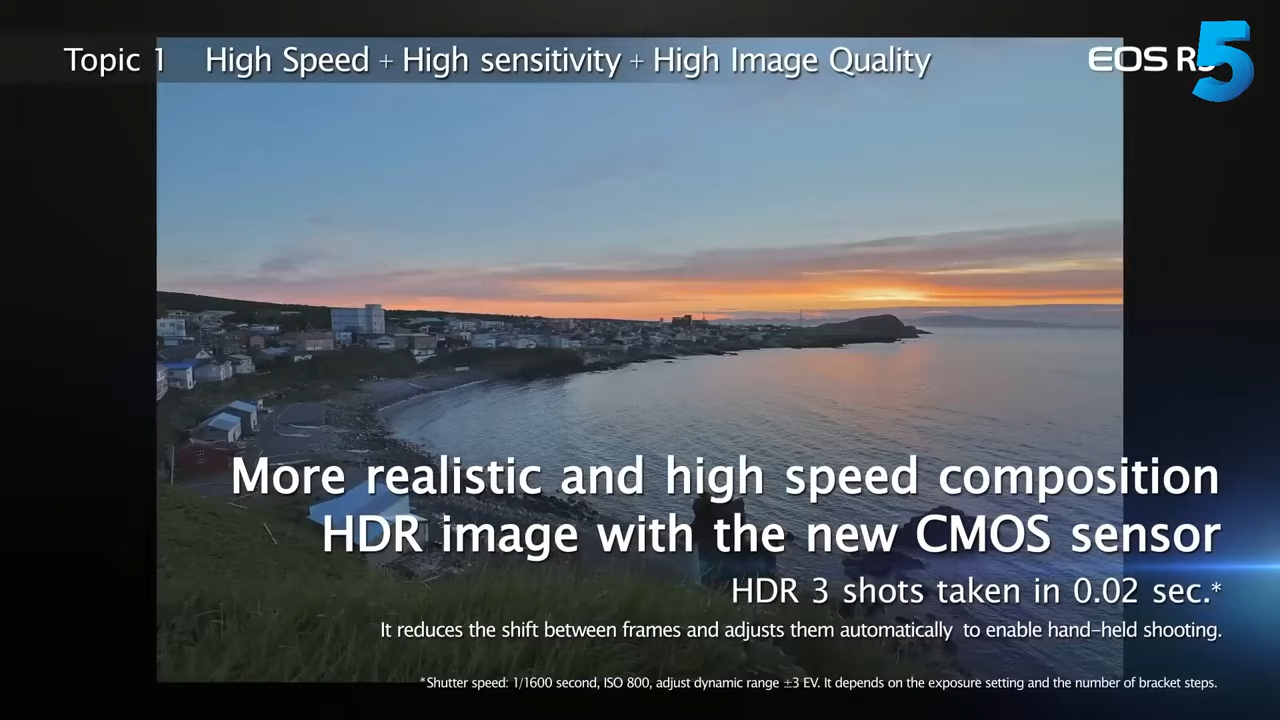 Topic 1 High Speed + High sensitivity + High Image Quality
EOS R
5
More realistic and high speed composition
HDR image with the new CMOS sensor
HDR 3 shots taken in 0.02 sec.*
It reduces the shift between frames and adjusts them automatically to enable hand-held shooting.
*Shutter speed: 1/1600 second, ISO 800, adjust dynamic range ±3 EV. It depends on the exposure setting and the number of bracket steps.